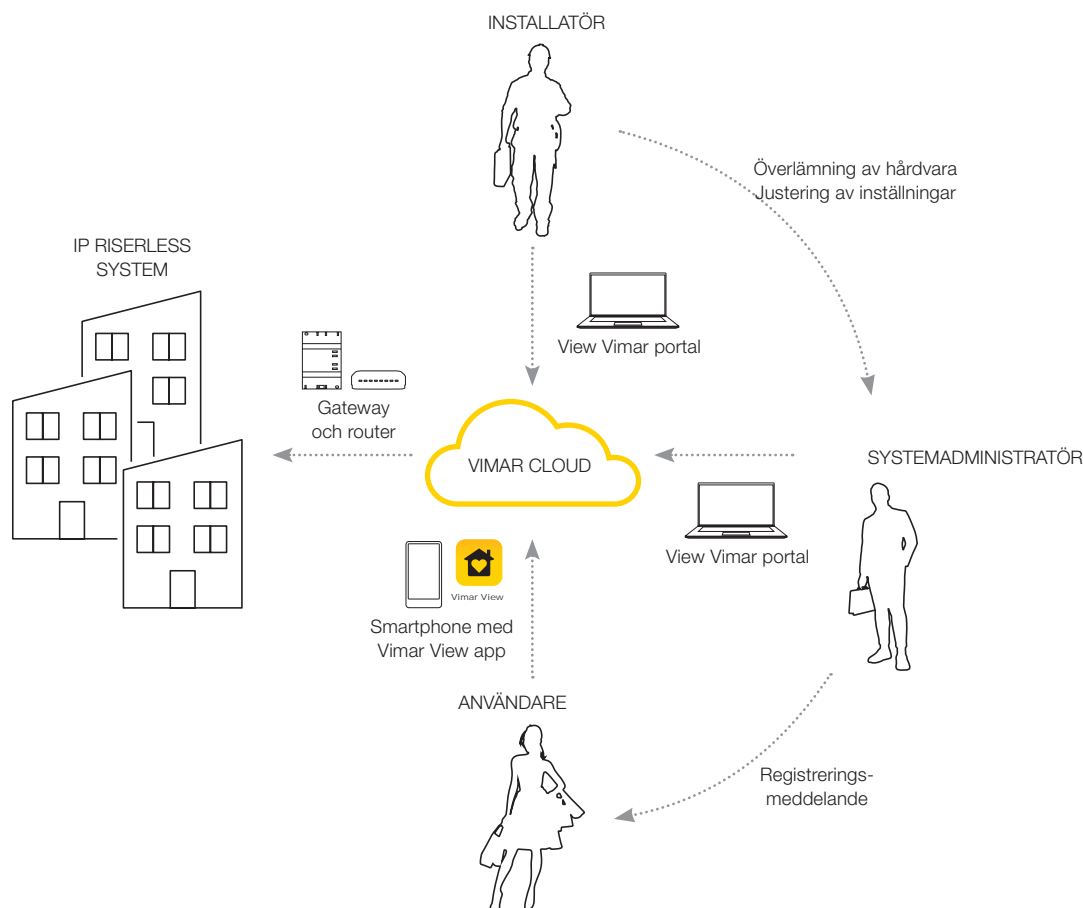 INSTALLATÖR
Överlämning av hårdvara
Justering av inställningar
IP RISERLESS
SYSTEM
View Vimar portal
Gateway
och router
VIMAR CLOUD
SYSTEMADMINISTRATÖR
View Vimar portal
Vimar View
Smartphone med
Vimar View app
ANVÄNDARE
Registrerings-
meddelande